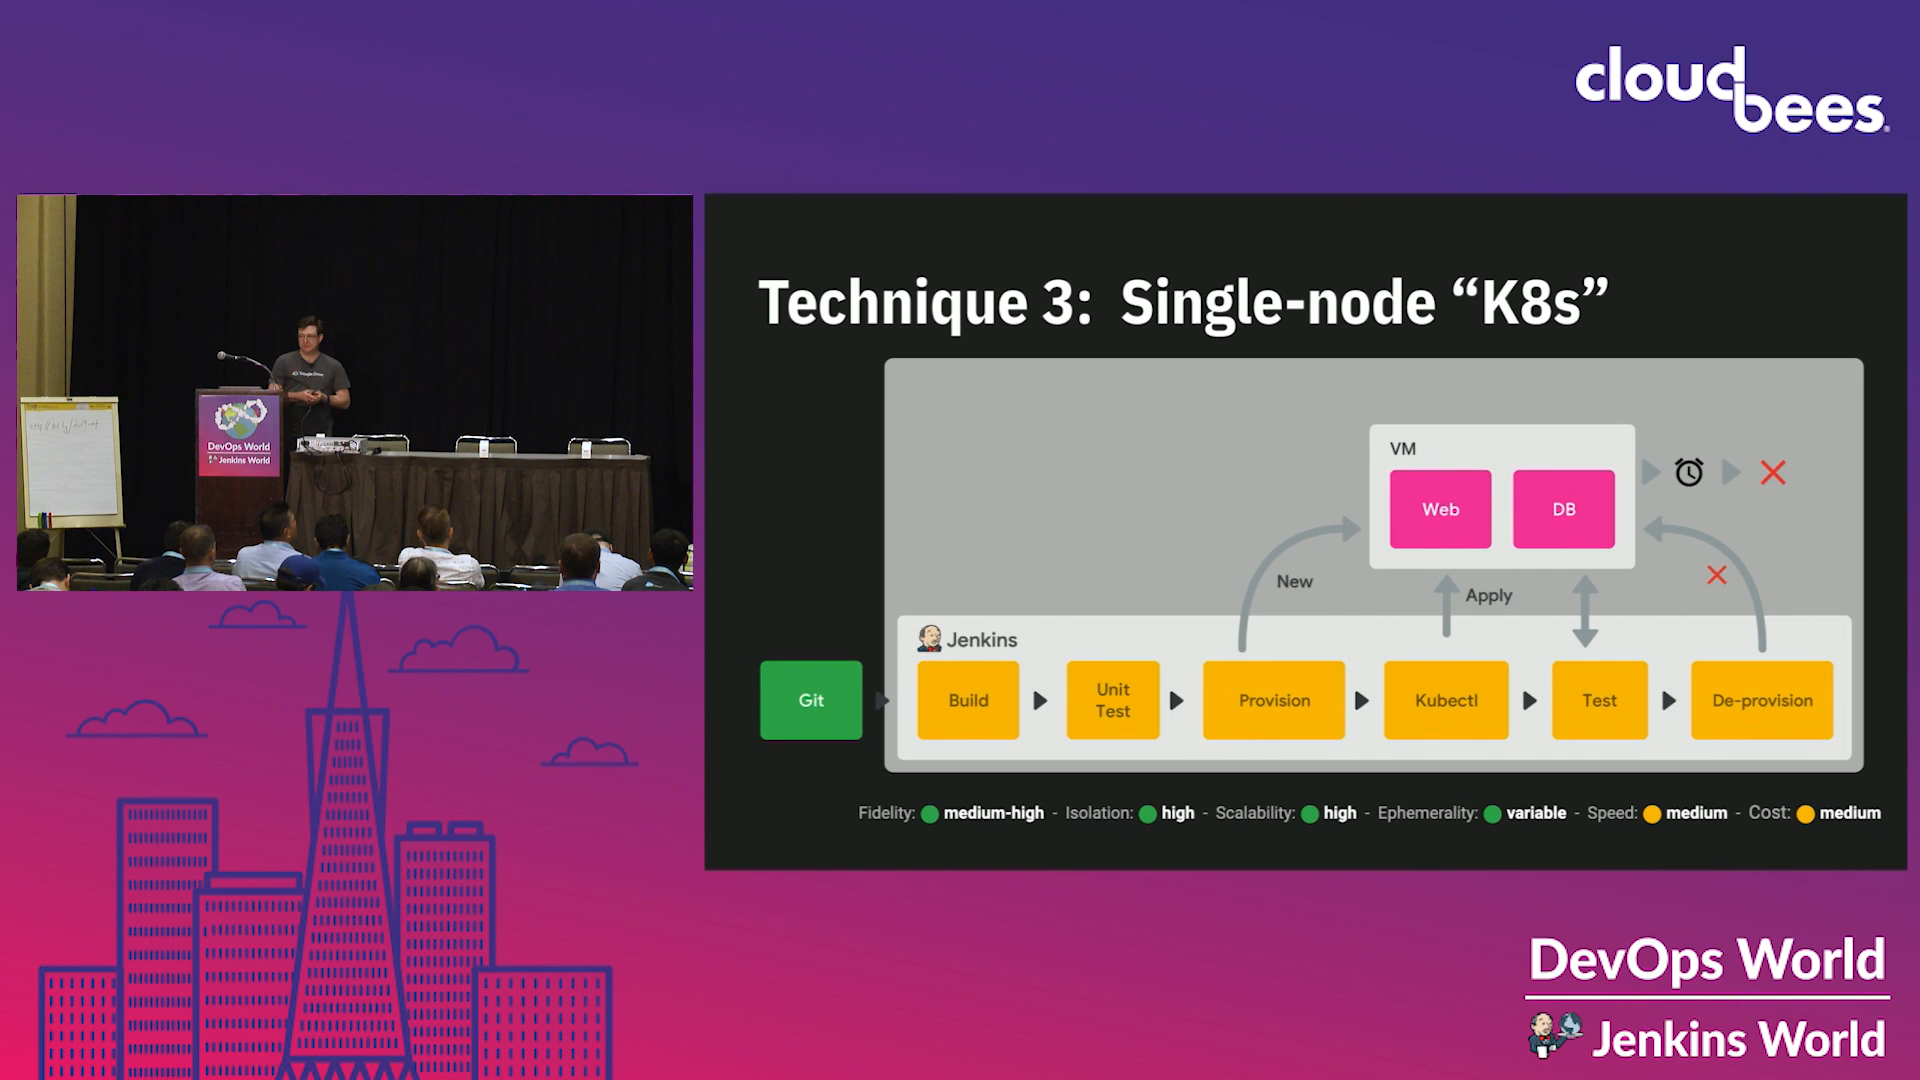 cloudbees
DevOps World
Jenkins World
Technique 3: Single-node “K8s”
VM
Web
DB
New
Apply
Jenkins
Git
Build
Unit
Test
Provision
Kubectl
Test
De-provision
Fidelity: medium-high - Isolation: high - Scalability: high - Ephemerality: variable - Speed: medium - Cost: medium
DevOps World
Jenkins World